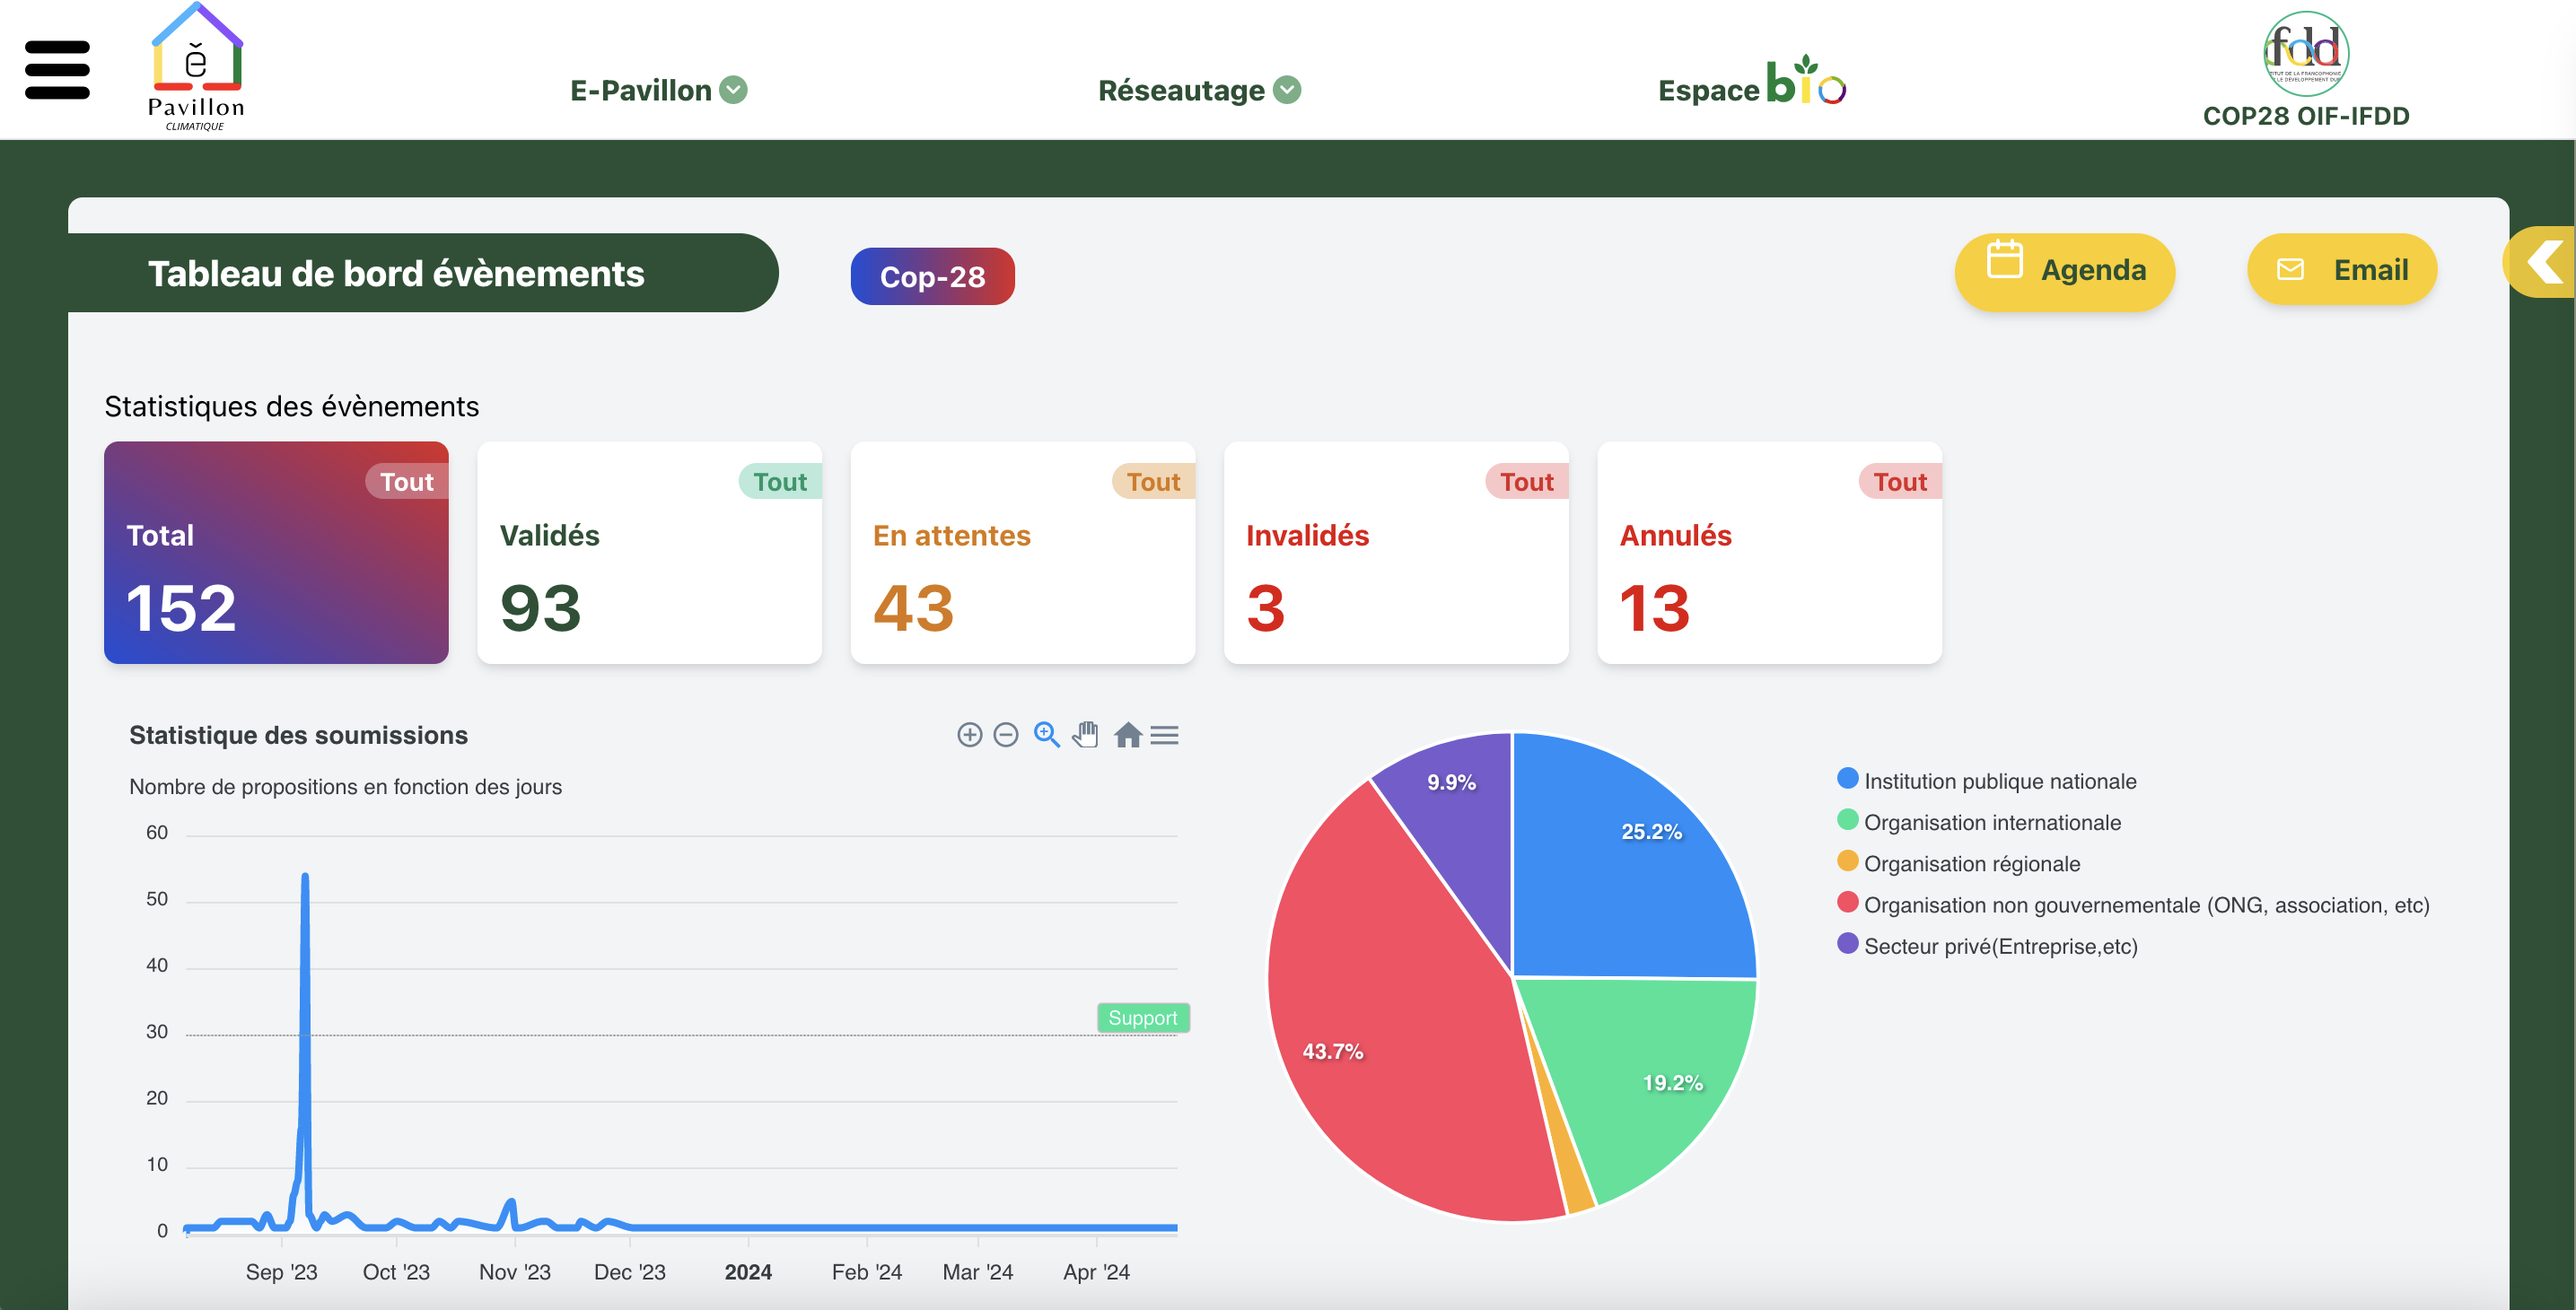 ĕ
Pavillon
CLIMATIQUE
E-Pavillon
Réseautage
Espace bio
fdd
COP28 OIF-IFDD
Tableau de bord évènements
Cop-28
Agenda
Email
Statistiques des évènements
Tout
Total
152
Tout
Validés
93
Tout
En attentes
43
Tout
Invalidés
3
Tout
Annulés
13
Statistique des soumissions
Nombre de propositions en fonction des jours
60
50
40
30
20
10
0
Support
Sep '23
Oct '23
Nov '23
Dec '23
2024
Feb '24
Mar '24
Apr '24
9.9%
25.2%
43.7%
19.2%
Institution publique nationale
Organisation internationale
Organisation régionale
Organisation non gouvernementale (ONG, association, etc)
Secteur privé(Entreprise,etc)